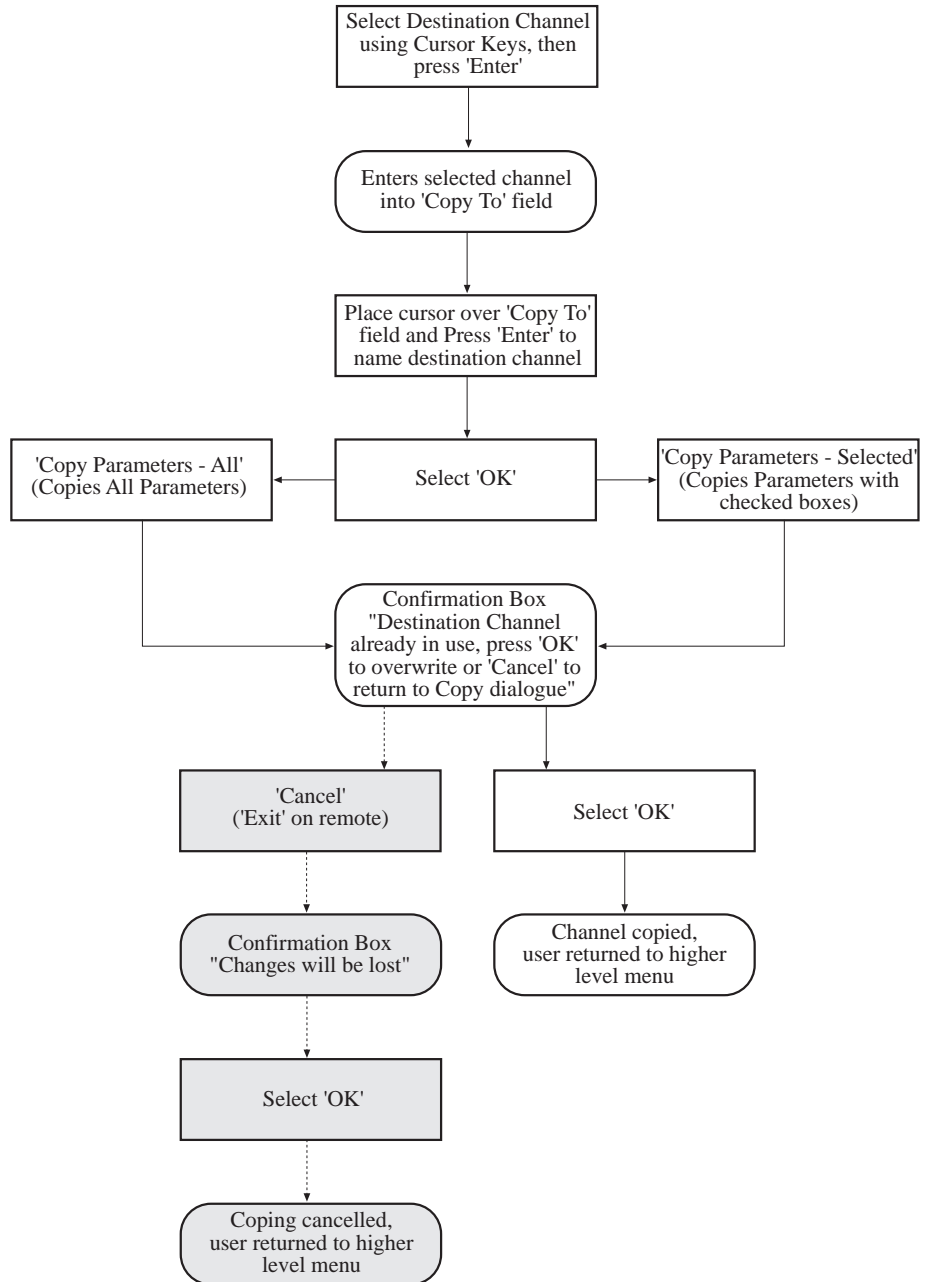 Select Destination Channel
using Cursor Keys, then
press 'Enter'
Enters selected channel
into 'Copy To' field
Place cursor over 'Copy To'
field and Press 'Enter' to
name destination channel
'Copy Parameters - All'
(Copies All Parameters)
Select 'OK'
'Copy Parameters - Selected'
(Copies Parameters with
checked boxes)
Confirmation Box
"Destination Channel
already in use, press 'OK'
to overwrite or 'Cancel' to
return to Copy dialogue"
'Cancel'
('Exit' on remote)
Select 'OK'
Confirmation Box
"Changes will be lost"
Channel copied,
user returned to higher
level menu
Select 'OK'
Coping cancelled,
user returned to higher
level menu